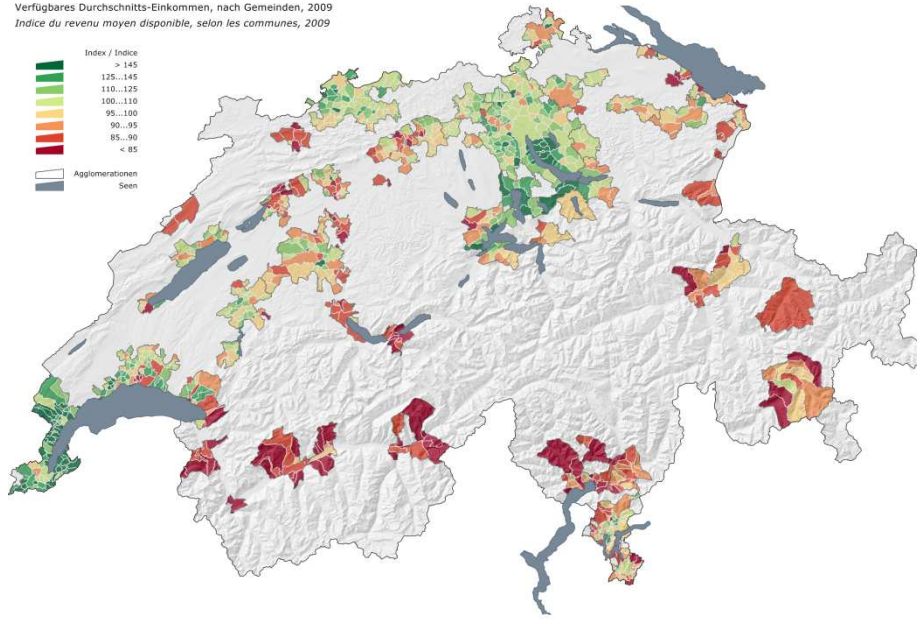 Verfügbares Durchschnitts-Einkommen, nach Gemeinden, 2009
Indice du revenu moyen disponible, selon les communes, 2009
Index / Indice
> 145
125...145
110...125
100...110
95...100
90...95
85...90
< 85
Agglomerationen
Seen